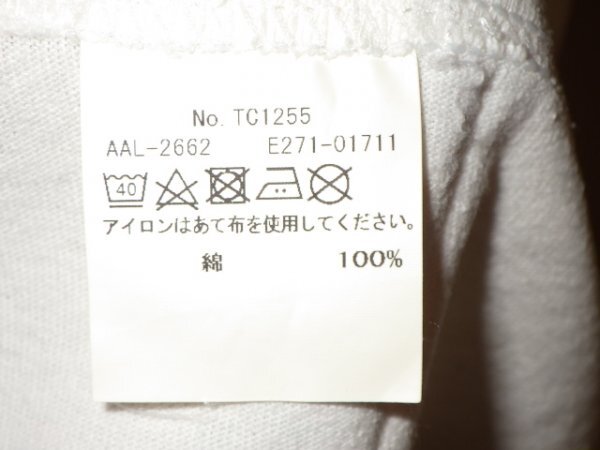 No. TC1255
AAL-2662 E271-01711
40
アイロンはあて布を使用してください。
綿 100%